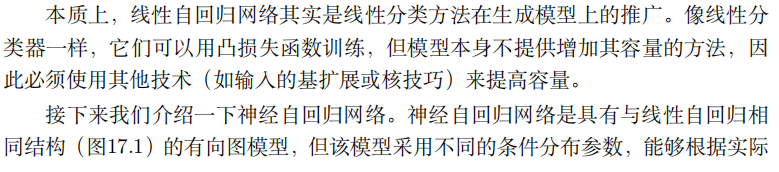 本质上，线性自回归网络其实是线性分类方法在生成模型上的推广。像线性分
类器一样，它们可以用凸损失函数训练，但模型本身不提供增加其容量的方法，因
此必须使用其他技术（如输入的基扩展或核技巧）来提高容量。
接下来我们介绍一下神经自回归网络。神经自回归网络是具有与线性自回归相
同结构（图17.1）的有向图模型，但该模型采用不同的条件分布参数，能够根据实际